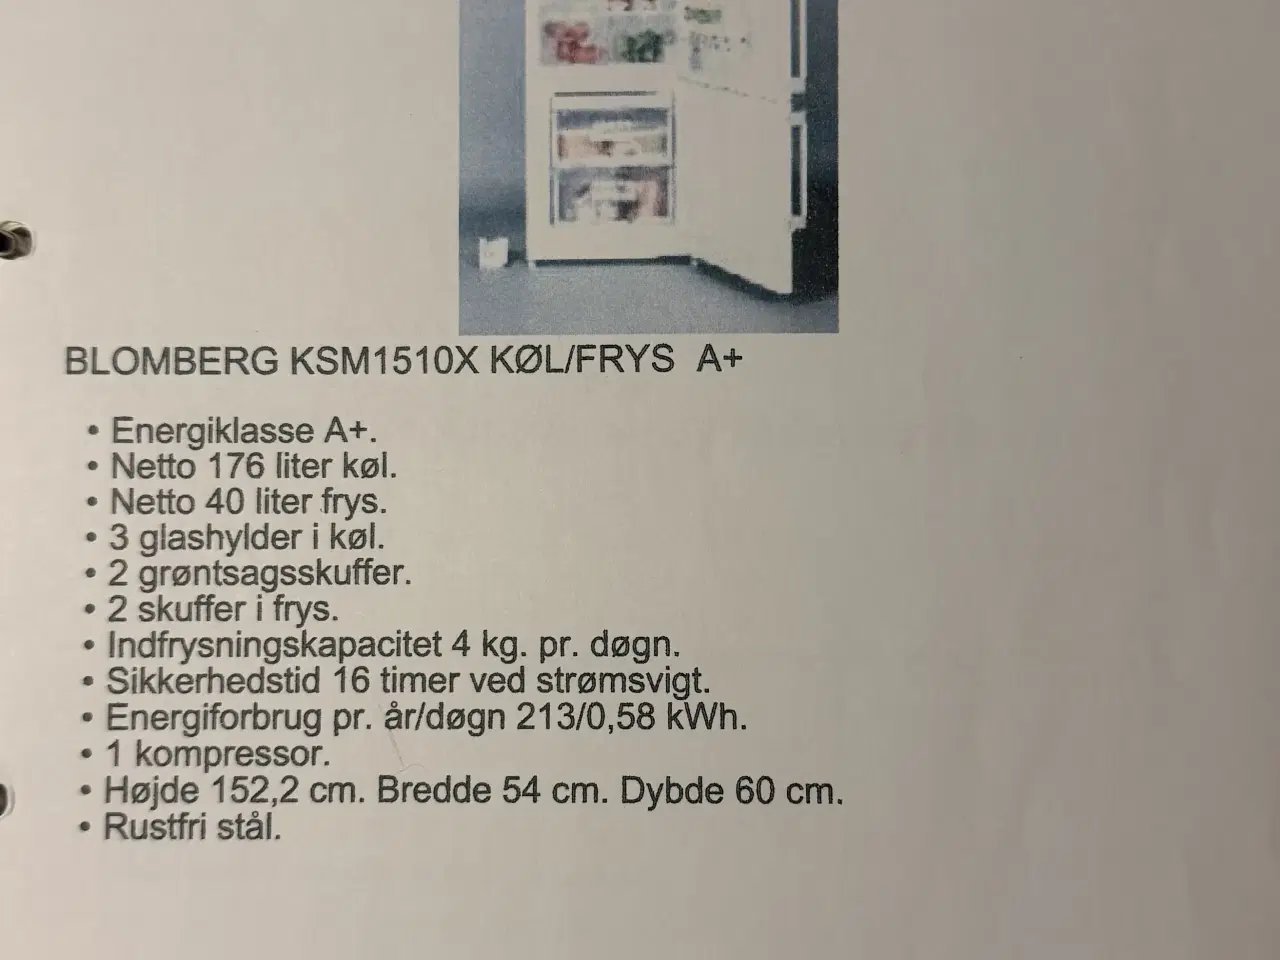 BLOMBERG KSM1510X KØL/FRYS A+
• Energiklasse A+.
• Netto 176 liter køl.
• Netto 40 liter frys.
• 3 glashylder i køl.
• 2 grøntsagsskuffer.
• 2 skuffer i frys.
• Indfrysningskapacitet 4 kg. pr. døgn.
• Sikkerhedstid 16 timer ved strømsvigt.
• Energiforbrug pr. år/døgn 213/0,58 kWh.
• 1 kompressor.
• Højde 152,2 cm. Bredde 54 cm. Dybde 60 cm.
• Rustfri stål.